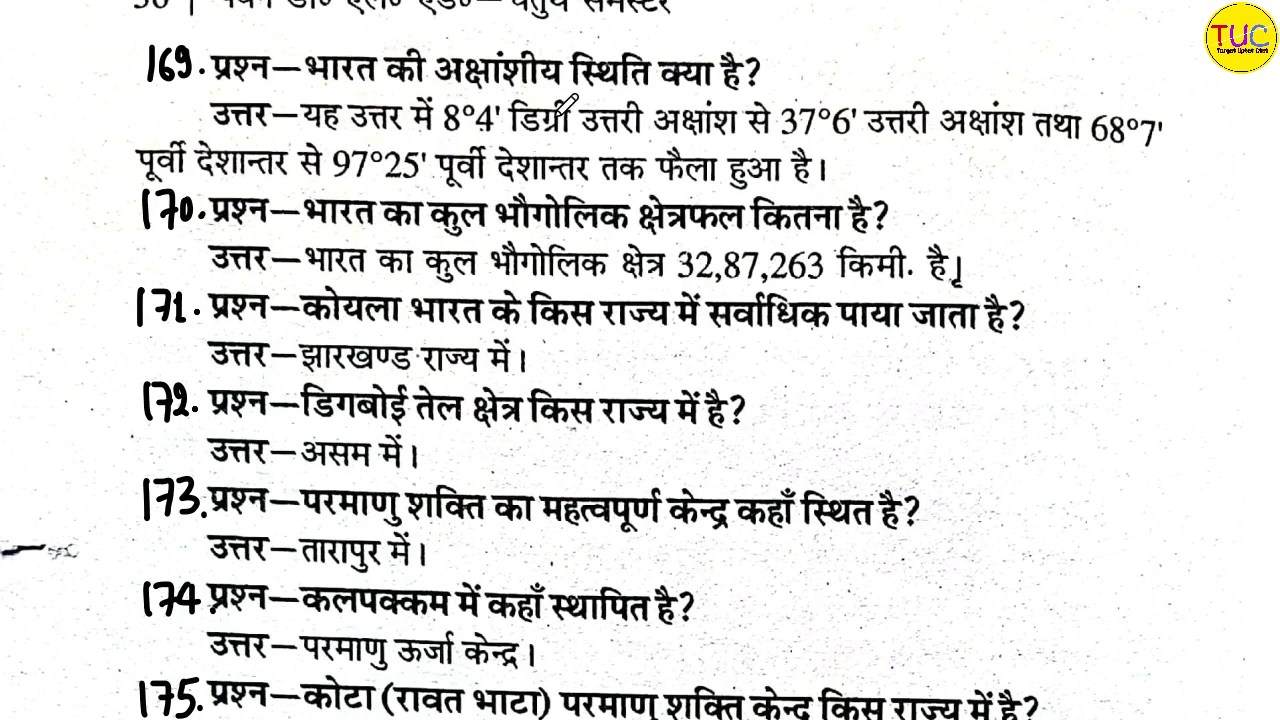 169. प्रश्न—भारत की अक्षांशीय स्थिति क्या है?
उत्तर—यह उत्तर में 8°4' डिग्री उत्तरी अक्षांश से 37°6' उत्तरी अक्षांश तथा 68°7'
पूर्वी देशान्तर से 97°25' पूर्वी देशान्तर तक फैला हुआ है।
170. प्रश्न—भारत का कुल भौगोलिक क्षेत्रफल कितना है?
उत्तर—भारत का कुल भौगोलिक क्षेत्र 32,87,263 किमी. है।
171. प्रश्न—कोयला भारत के किस राज्य में सर्वाधिक पाया जाता है?
उत्तर—झारखण्ड राज्य में।
172. प्रश्न—डिगबोई तेल क्षेत्र किस राज्य में है?
उत्तर—असम में।
173. प्रश्न—परमाणु शक्ति का महत्वपूर्ण केन्द्र कहाँ स्थित है?
उत्तर—तारापुर में।
174. प्रश्न—कलपक्कम में कहाँ स्थापित है?
उत्तर—परमाणु ऊर्जा केन्द्र।
175. प्रश्न—कोटा (रावत भाटा) परमाणु शक्ति केन्द्र किस राज्य में है?
TUC